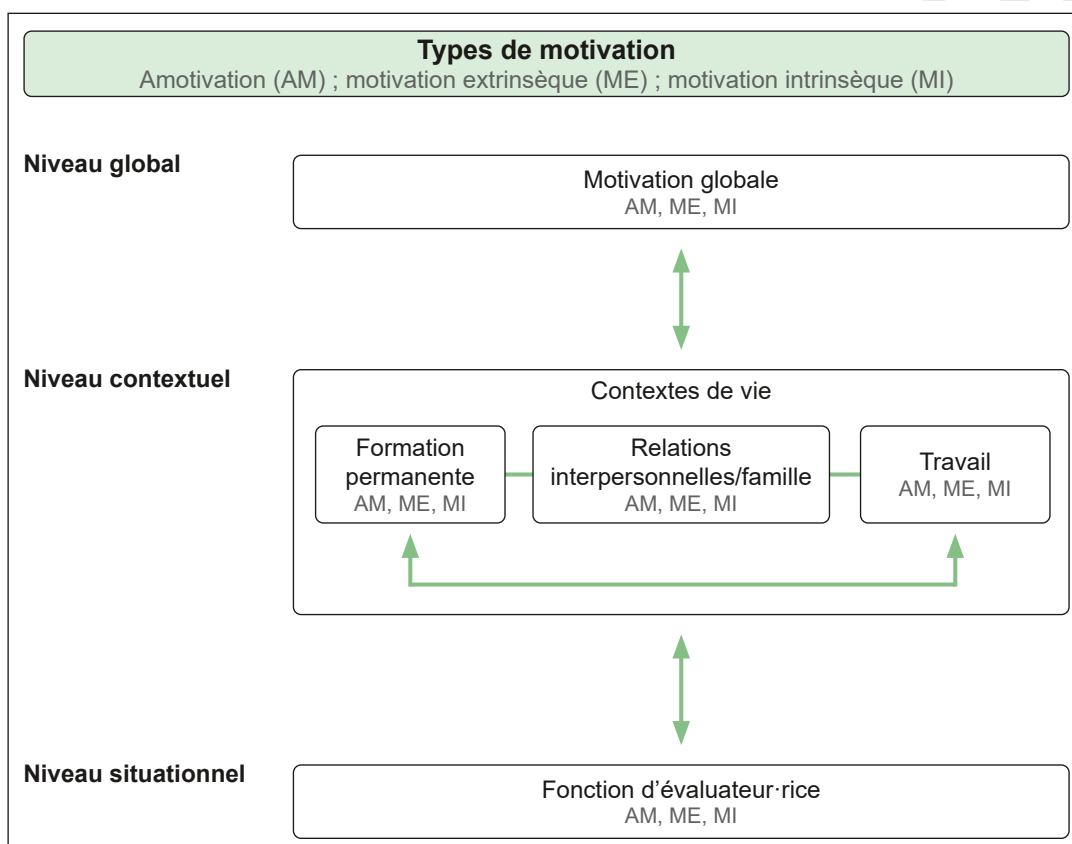 Types de motivation
Amotivation (AM) ; motivation extrinsèque (ME) ; motivation intrinsèque (MI)
Niveau global
Motivation globale
AM, ME, MI
Niveau contextuel
Contextes de vie
Formation
permanente
AM, ME, MI
Relations
interpersonnelles/famille
AM, ME, MI
Travail
AM, ME, MI
Niveau situationnel
Fonction d’évaluateur·rice
AM, ME, MI